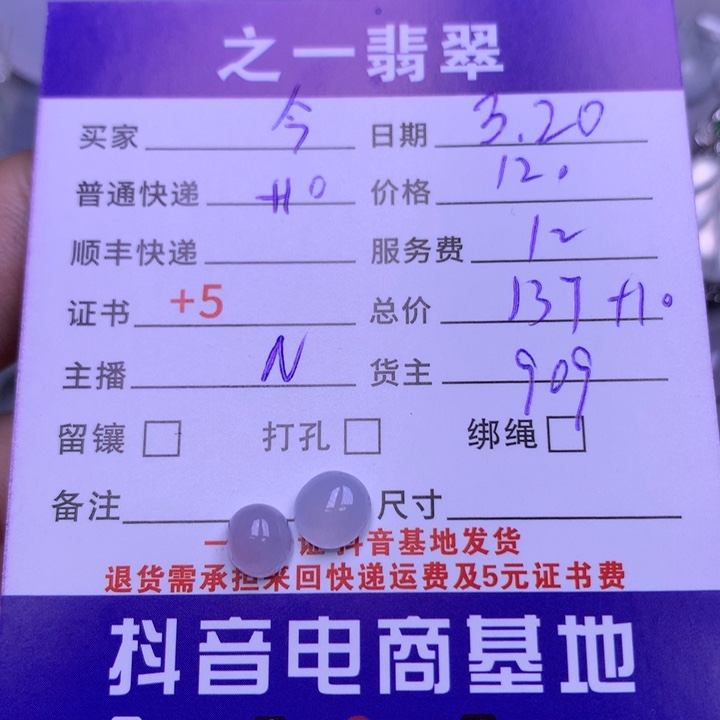 之一翡翠
买家 今 日期 3.20
普通快递 +10 价格 120
顺丰快递 服务费 12
证书 +5 总价 137+10
主播 N 货主 909
留镶 打孔 绑绳
备注 尺寸
一 证 抖音基地发货
退货需承担来回快递运费及5元证书费
抖音电商基地